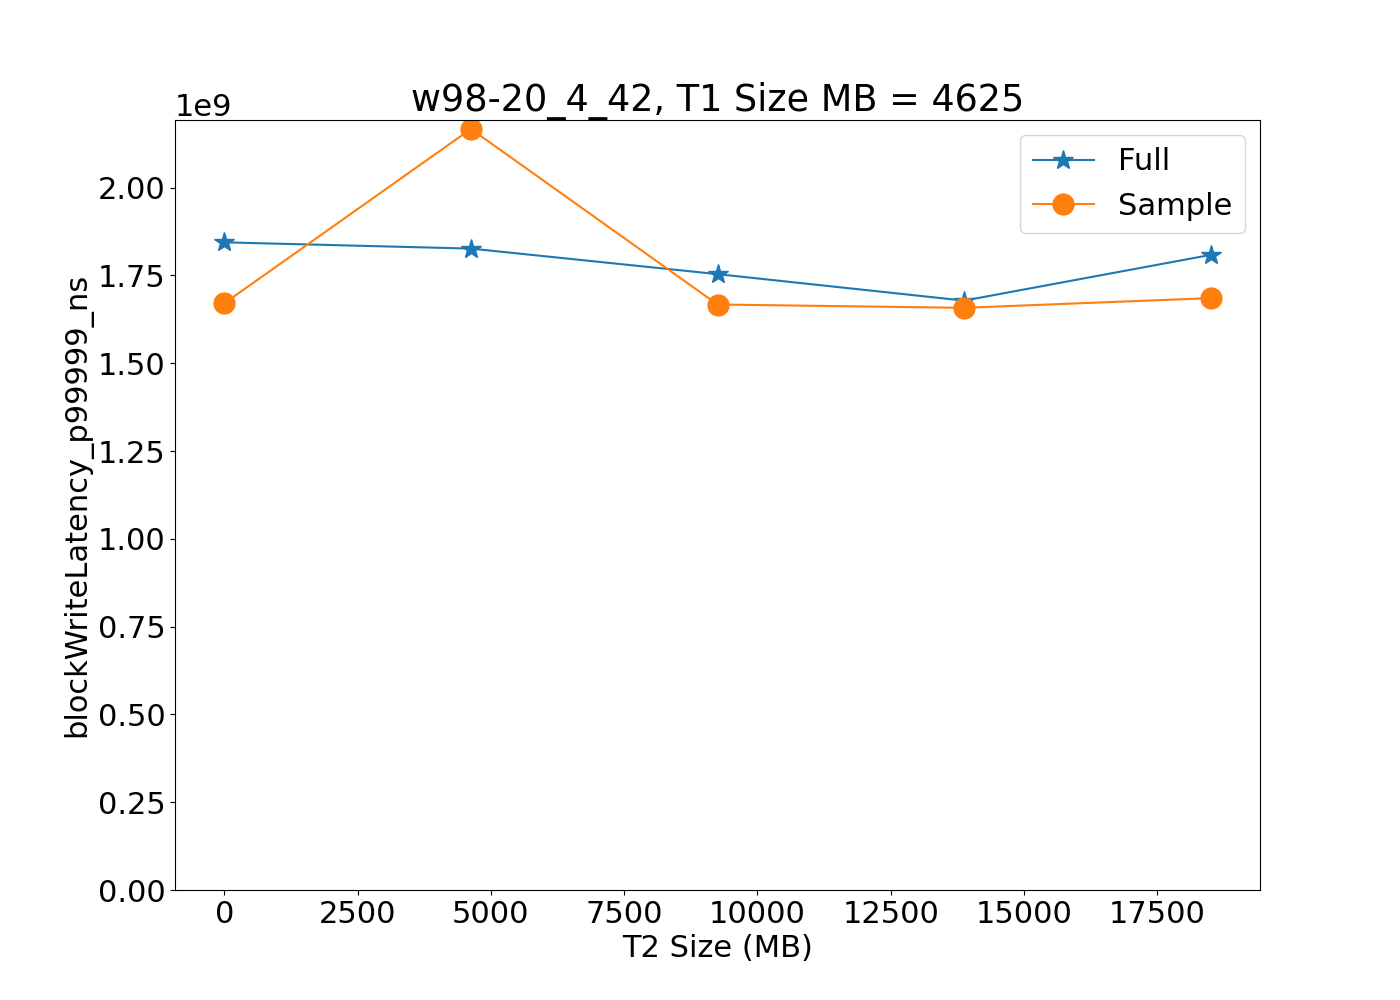 w98-20_4_42, T1 Size MB = 4625
1e9
Full
Sample
2.00
1.75
1.50
1.25
1.00
0.75
0.50
0.25
0.00
blockWriteLatency_p99999_ns
0 2500 5000 7500 10000 12500 15000 17500
T2 Size (MB)